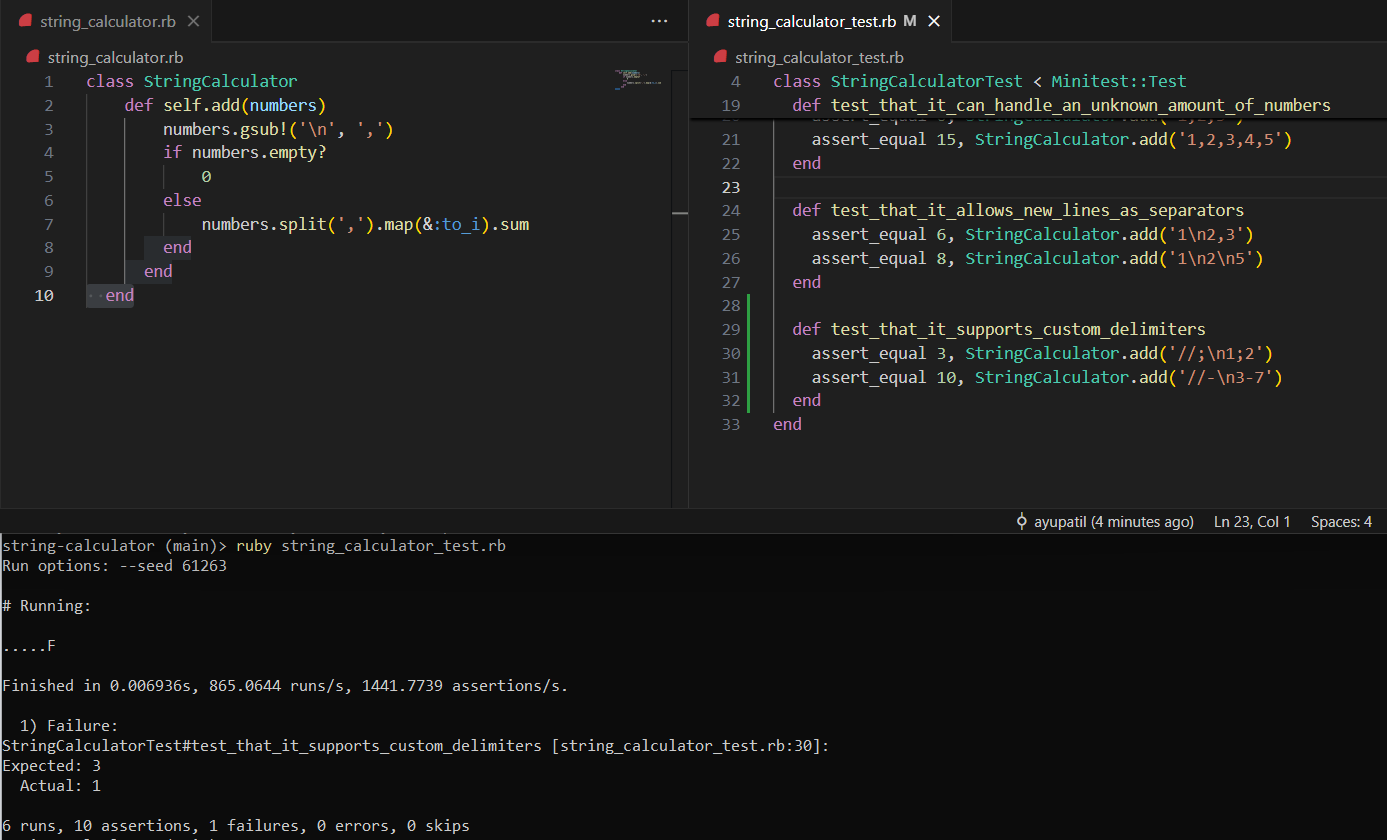 string_calculator.rb
class StringCalculator
def self.add(numbers)
numbers.gsub!('\n', ',')
if numbers.empty?
0
else
numbers.split(',').map(&:to_i).sum
end
end
end
1
2
3
4
5
6
7
8
9
10
string_calculator.rb
string_calculator_test.rb M
string_calculator_test.rb
4 class StringCalculatorTest < Minitest::Test
19 def test_that_it_can_handle_an_unknown_amount_of_numbers
21 assert_equal 15, StringCalculator.add('1,2,3,4,5')
22 end
23
24 def test_that_it_allows_new_lines_as_separators
25 assert_equal 6, StringCalculator.add('1\n2,3')
26 assert_equal 8, StringCalculator.add('1\n2\n5')
27 end
28
29 def test_that_it_supports_custom_delimiters
30 assert_equal 3, StringCalculator.add('//;\n1;2')
31 assert_equal 10, StringCalculator.add('//-\n3-7')
32 end
33 end
ayupatil (4 minutes ago) Ln 23, Col 1 Spaces: 4
string-calculator (main)> ruby string_calculator_test.rb
Run options: --seed 61263
# Running:
.....F
Finished in 0.006936s, 865.0644 runs/s, 1441.7739 assertions/s.
1) Failure:
StringCalculatorTest#test_that_it_supports_custom_delimiters [string_calculator_test.rb:30]:
Expected: 3
Actual: 1
6 runs, 10 assertions, 1 failures, 0 errors, 0 skips